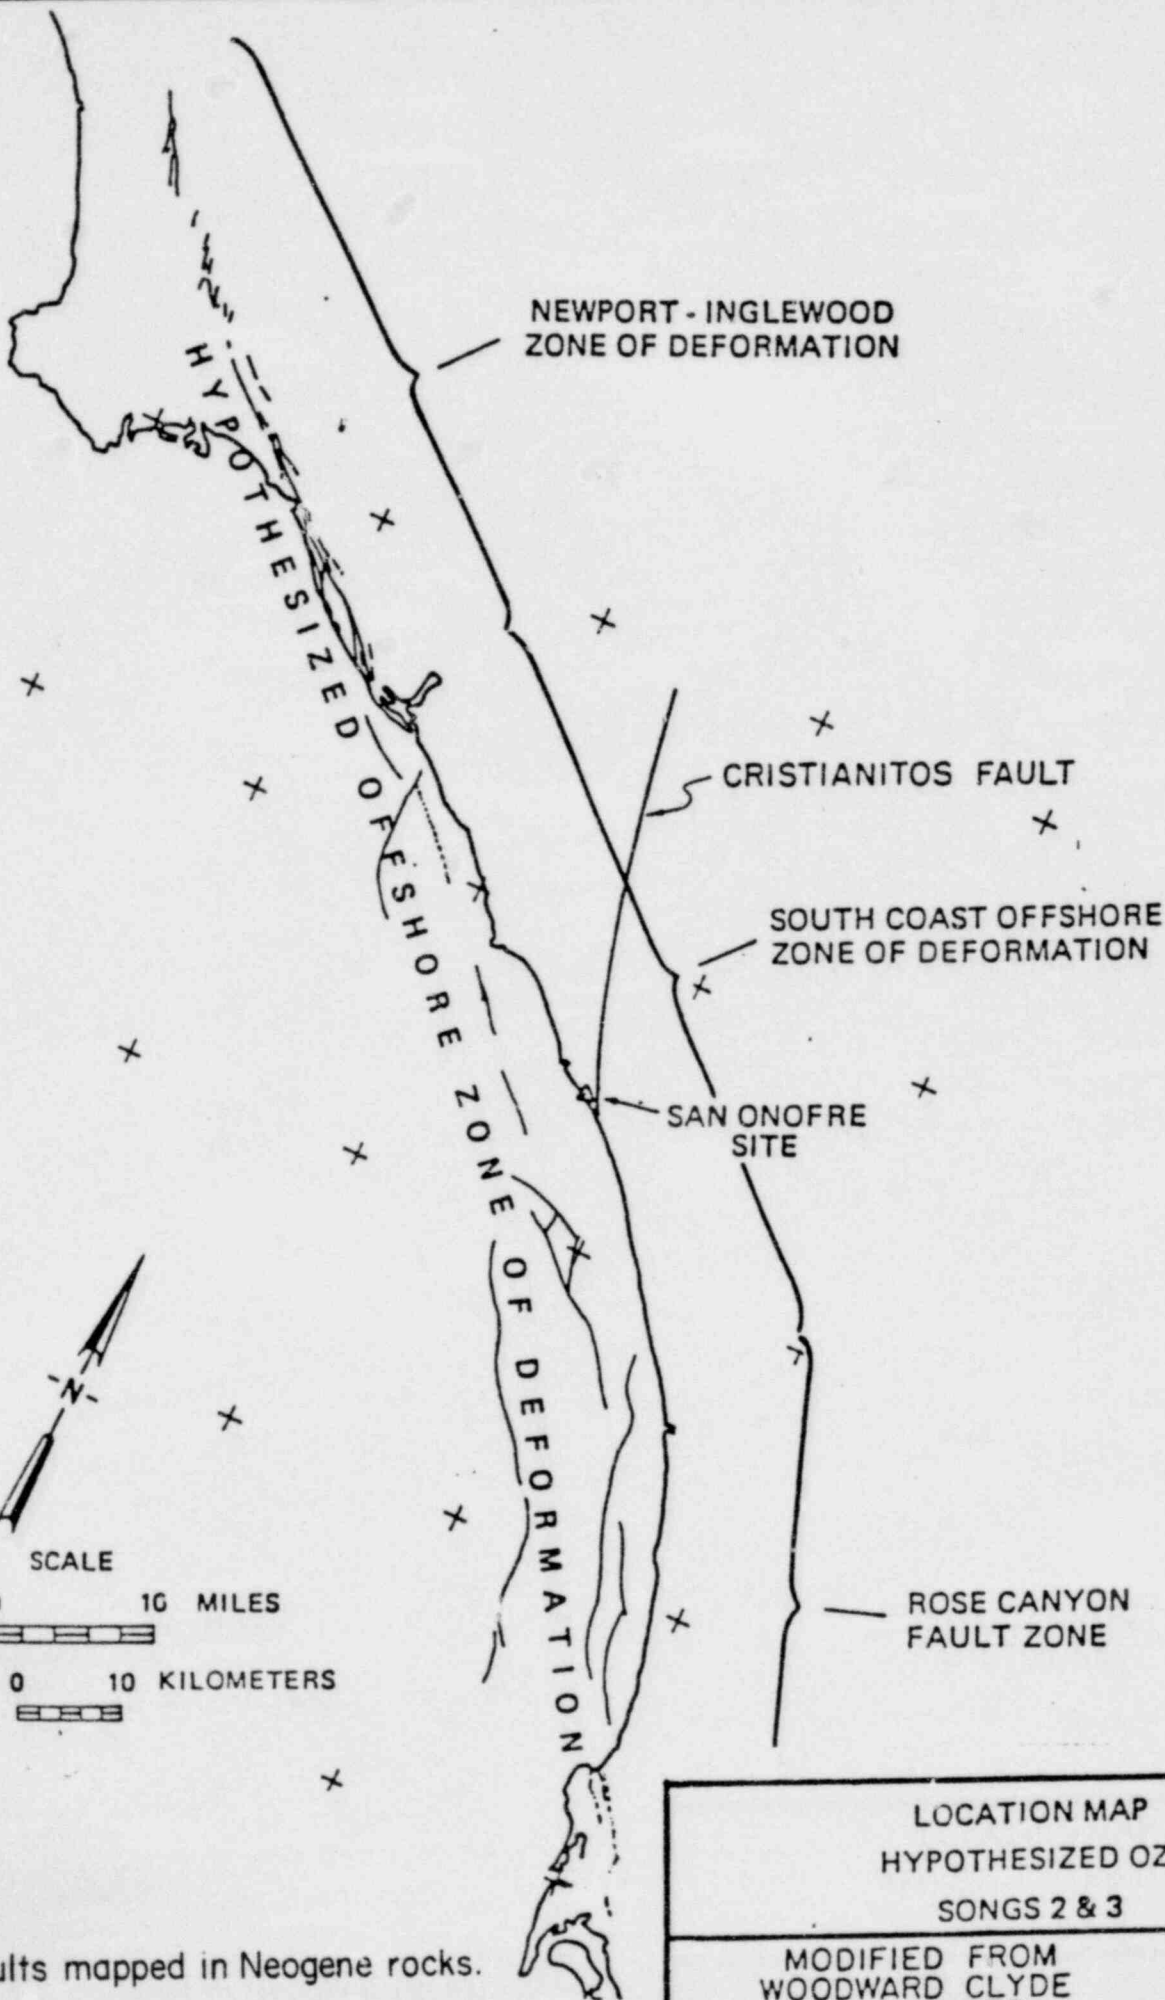 NEWPORT - INGLEWOOD
ZONE OF DEFORMATION
HYPOTHESIZED OFFSHORE ZONE OF DEFORMATION
CRISTIANITOS FAULT
SOUTH COAST OFFSHORE
ZONE OF DEFORMATION
SAN ONOFRE
SITE
-N-
SCALE
10 MILES
0 10 KILOMETERS
ROSE CANYON
FAULT ZONE
LOCATION MAP
HYPOTHESIZED
SONGS 2 & 3
MODIFIED FROM
WOODWARD CLYDE
mapped in Neogene rocks.